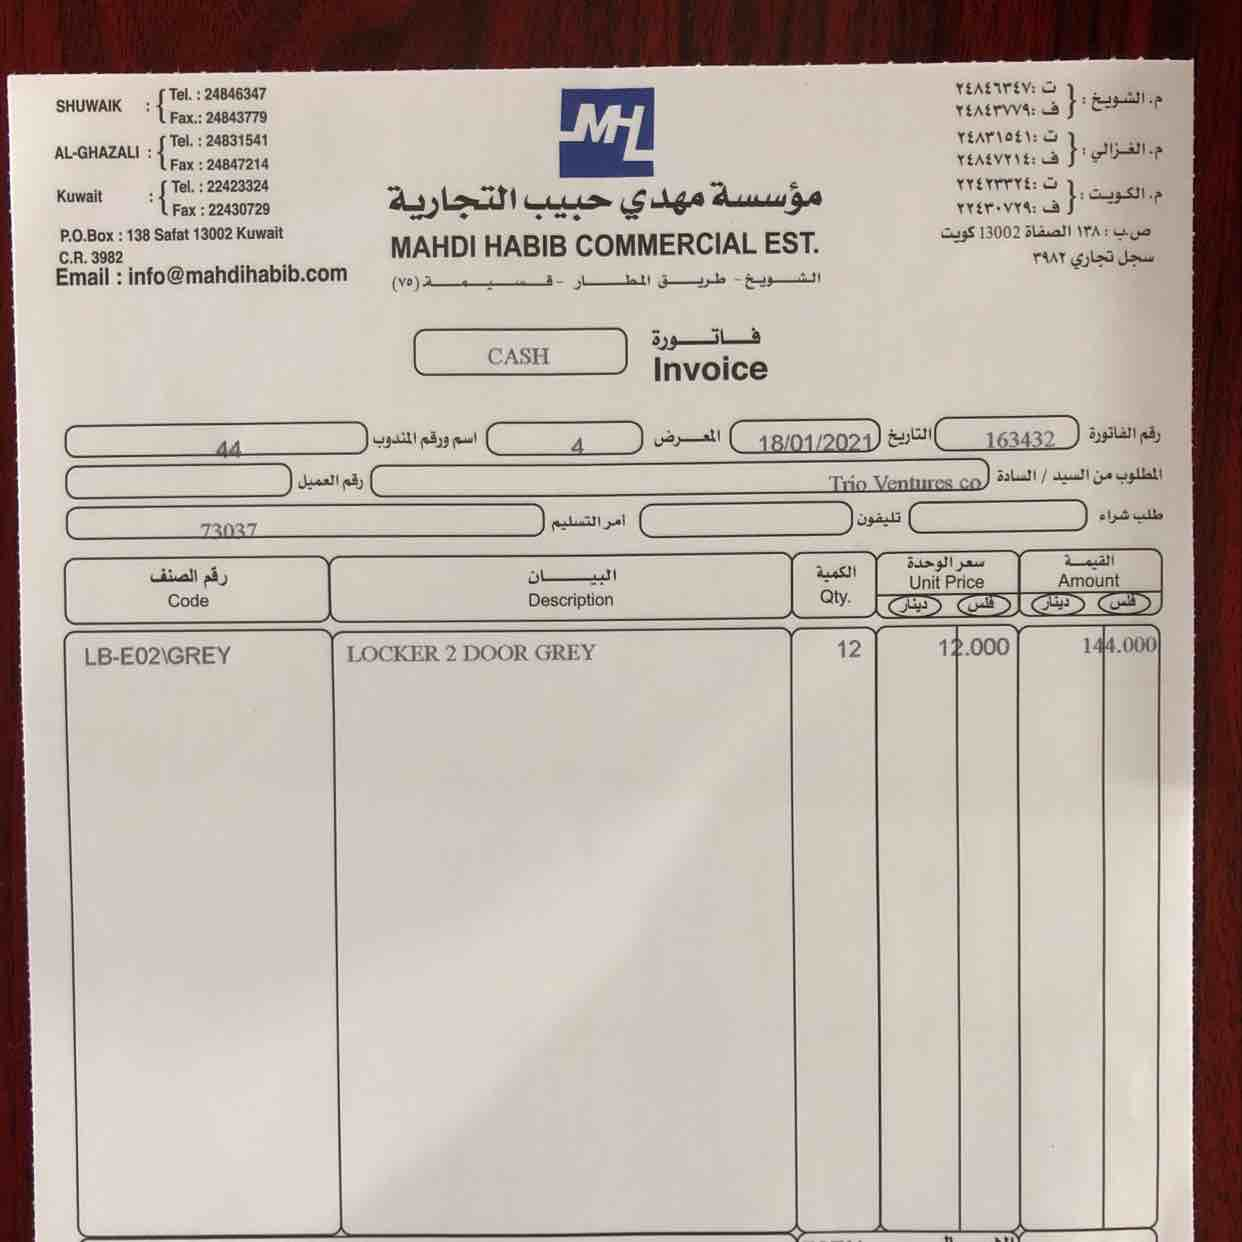 SHUWAIK : { Tel. : 24846347
Fax.: 24843779
AL-GHAZALI : { Tel. : 24831541
Fax : 24847214
Kuwait : { Tel. : 22423324
Fax : 22430729
P.O.Box : 138 Safat 13002 Kuwait
C.R. 3982
Email : info@mahdihabib.com
MH
مؤسسة مهدي حبيب التجارية
MAHDI HABIB COMMERCIAL EST.
الشويخ - طريق المطار - قسيمة (٧٥)
م. الشويخ : { ت :٢٤٨٤٦٣٤٧
ف :٢٤٨٤٣٧٧٩
م. الغزالي : { ت :٢٤٨٣١٥٤١
ف :٢٤٨٤٧٢١٤
م. الكويت : { ت :٢٢٤٢٣٣٢٤
ف :٢٢٤٣٠٧٢٩
ص.ب : ١٣٨ الصفاة 13002 كويت
سجل تجاري ٣٩٨٢
CASH
فاتورة
Invoice
رقم الفاتورة 163432 التاريخ 18/01/2021 المعرض 4 اسم ورقم المندوب 44
المطلوب من السيد / السادة Trio Ventures co رقم العميل
طلب شراء تليفون أمر التسليم 73037
رقم الصنف البيان الكمية سعر الوحدة القيمة
Code Description Qty. Unit Price Amount
دينار فلس دينار فلس
LB-E02\GREY LOCKER 2 DOOR GREY 12 12.000 144.000